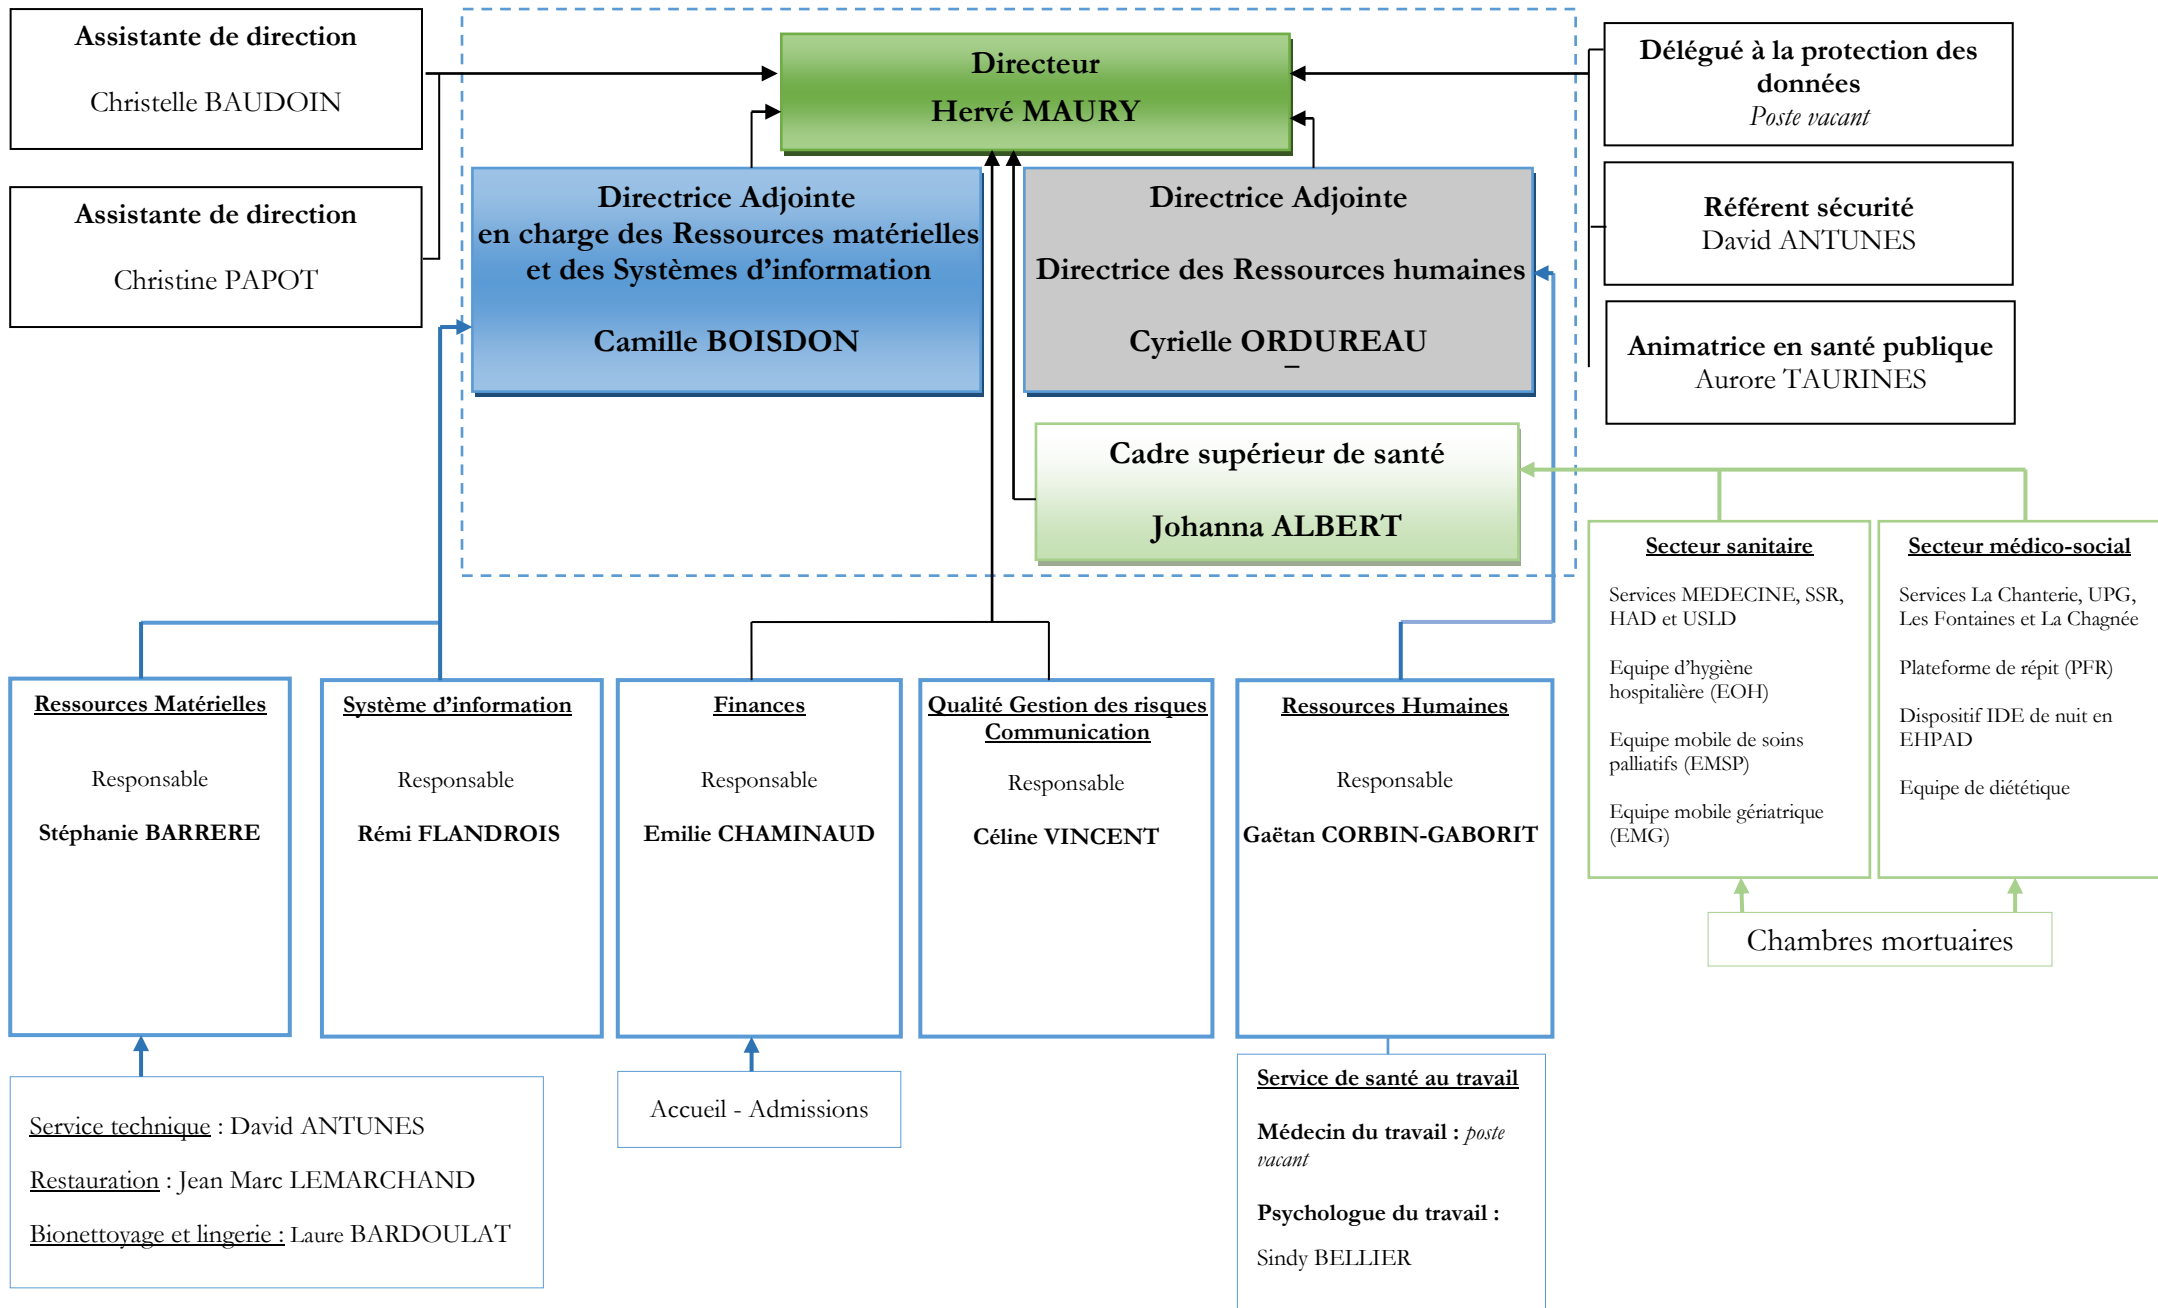 Assistante de direction
Christelle BAUDOIN
Assistante de direction
Christine PAPOT
Directeur
Hervé MAURY
Directrice Adjointe
en charge des Ressources matérielles
et des Systèmes d’information
Camille BOISDON
Directrice Adjointe
Directrice des Ressources humaines
Cyrielle ORDUREAU
–
Cadre supérieur de santé
Johanna ALBERT
Délégué à la protection des
données
Poste vacant
Référent sécurité
David ANTUNES
Animatrice en santé publique
Aurore TAURINES
Secteur sanitaire
Services MEDECINE, SSR,
HAD et USLD
Equipe d’hygiène
hospitalière (EOH)
Equipe mobile de soins
palliatifs (EMSP)
Equipe mobile gériatrique
(EMG)
Secteur médico-social
Services La Chanterie, UPG,
Les Fontaines et La Chagnée
Plateforme de répit (PFR)
Dispositif IDE de nuit en
EHPAD
Equipe de diététique
Chambres mortuaires
Ressources Matérielles
Responsable
Stéphanie BARRERE
Système d’information
Responsable
Rémi FLANDROIS
Finances
Responsable
Emilie CHAMINAUD
Qualité Gestion des risques
Communication
Responsable
Céline VINCENT
Ressources Humaines
Responsable
Gaëtan CORBIN-GABORIT
Service technique : David ANTUNES
Restauration : Jean Marc LEMARCHAND
Bionettoyage et lingerie : Laure BARDOULAT
Accueil - Admissions
Service de santé au travail
Médecin du travail : poste
vacant
Psychologue du travail :
Sindy BELLIER